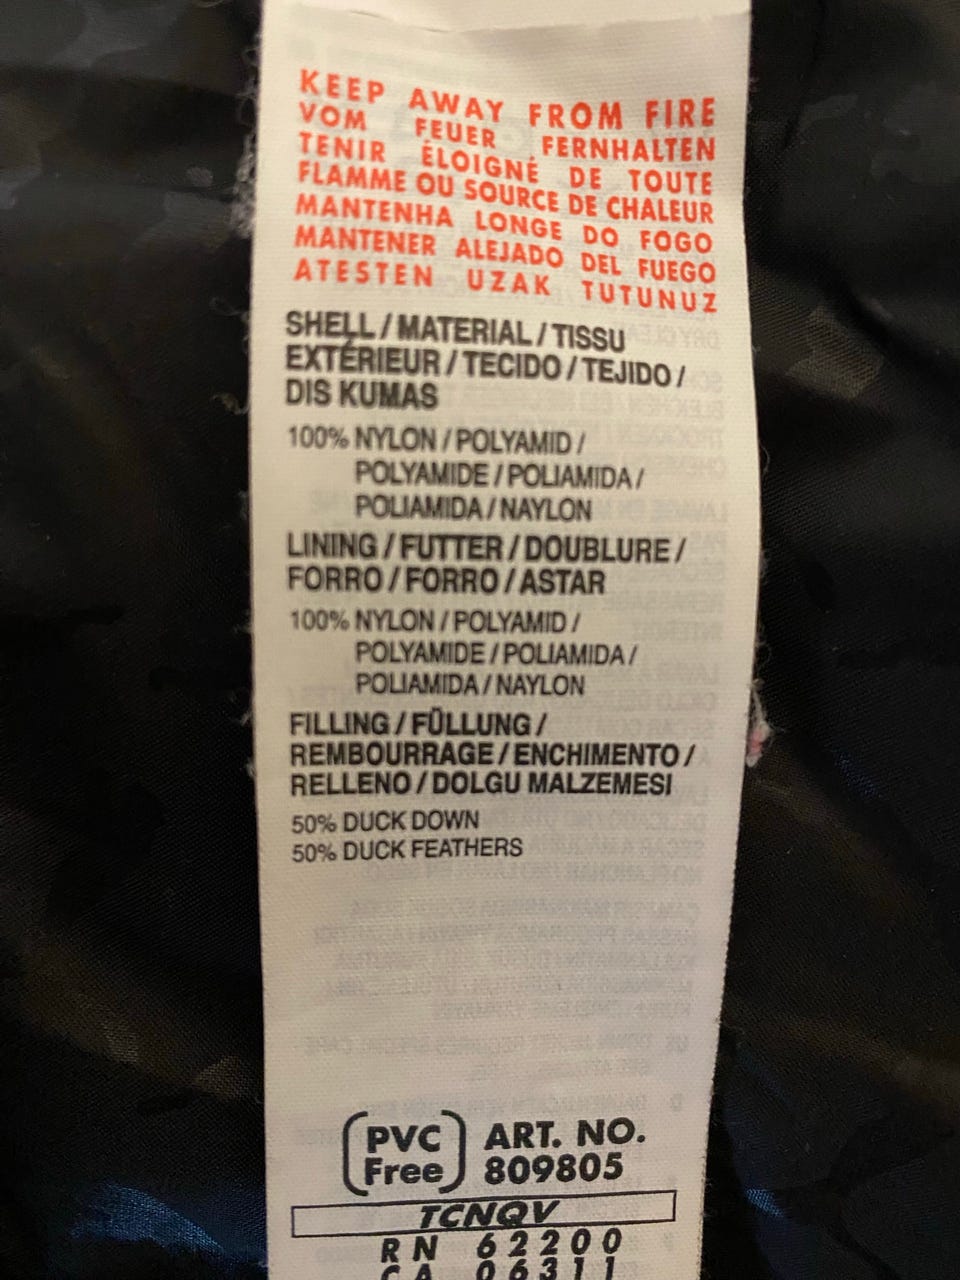 KEEP AWAY FROM FIRE
VOM FEUER FERNHALTEN
TENIR ÉLOIGNÉ DE TOUTE
FLAMME OU SOURCE DE CHALEUR
MANTENHA LONGE DO FOGO
MANTENER ALEJADO DEL FUEGO
ATESTEN UZAK TUTUNUZ
SHELL / MATERIAL / TISSU
EXTÉRIEUR / TECIDO / TEJIDO /
DIS KUMAS
100% NYLON / POLYAMID /
POLYAMIDE / POLIAMIDA /
POLIAMIDA / NAYLON
LINING / FUTTER / DOUBLURE /
FORRO / FORRO / ASTAR
100% NYLON / POLYAMID /
POLYAMIDE / POLIAMIDA /
POLIAMIDA / NAYLON
FILLING / FÜLLUNG /
REMBOURRAGE / ENCHIMENTO /
RELLENO / DOLGU MALZEMESI
50% DUCK DOWN
50% DUCK FEATHERS
PVC Free
ART. NO.
809805
TCNQV
RN 62200
CA 06311